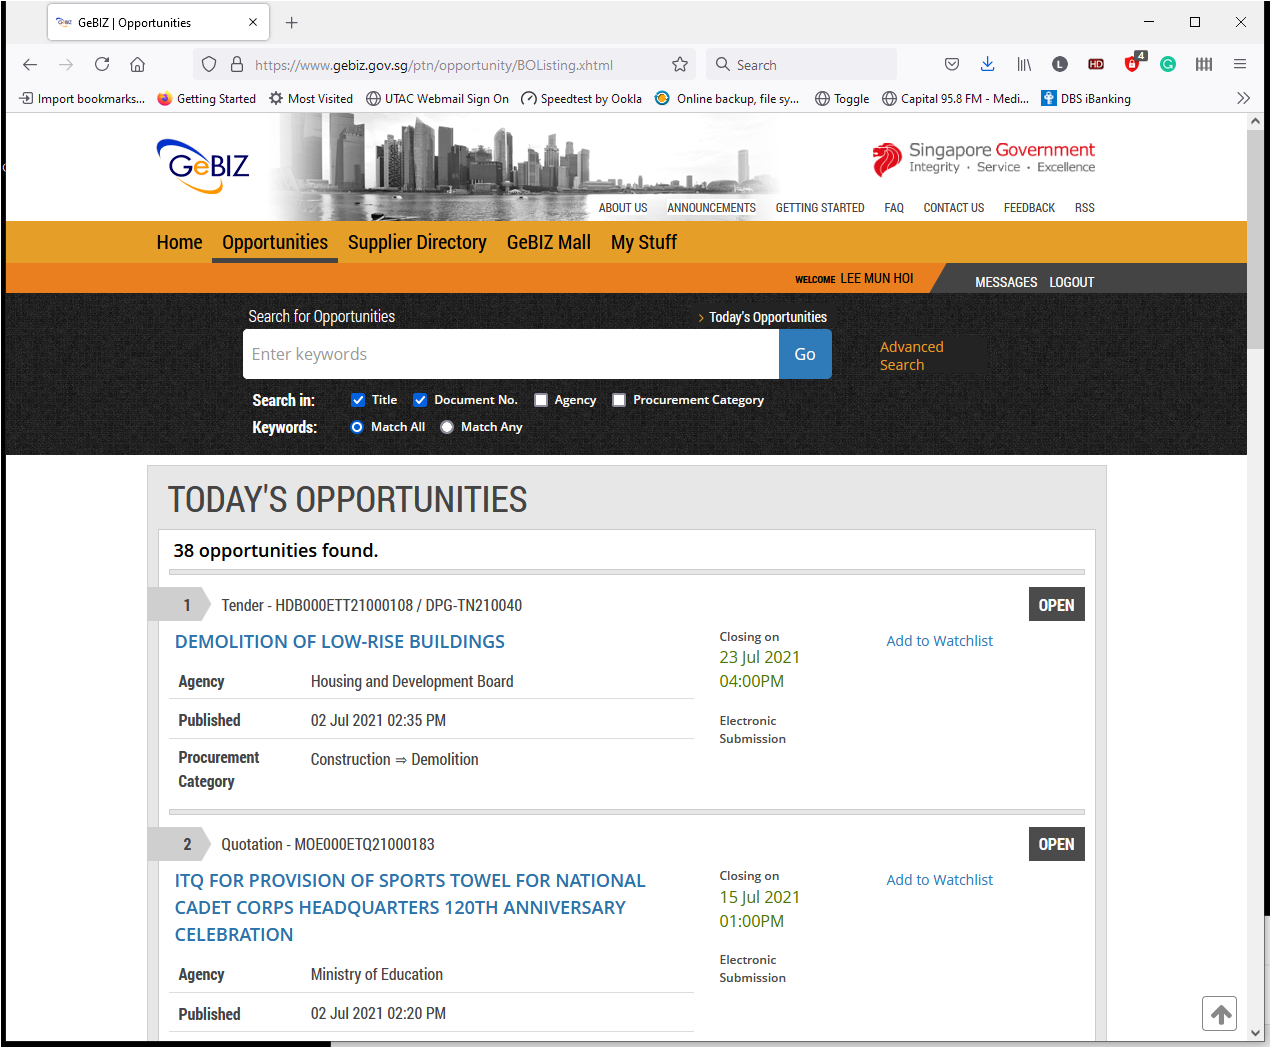 GeBIZ | Opportunities
https://www.gebiz.gov.sg/ptn/opportunity/BOListing.xhtml
Search
L
HD
4
G
Import bookmarks...
Getting Started
Most Visited
UTAC Webmail Sign On
Speedtest by Ookla
Online backup, file sy...
Toggle
Capital 95.8 FM - Medi...
DBS iBanking
GeBIZ
Singapore Government
Integrity · Service · Excellence
ABOUT US ANNOUNCEMENTS GETTING STARTED FAQ CONTACT US FEEDBACK RSS
Home Opportunities Supplier Directory GeBIZ Mall My Stuff
WELCOME LEE MUN HOI
MESSAGES LOGOUT
Search for Opportunities
> Today's Opportunities
Enter keywords
Go
Advanced
Search
Search in: Title Document No. Agency Procurement Category
Keywords: Match All Match Any
TODAY'S OPPORTUNITIES
38 opportunities found.
1 Tender - HDB000ETT21000108 / DPG-TN210040
OPEN
DEMOLITION OF LOW-RISE BUILDINGS
Agency Housing and Development Board
Published 02 Jul 2021 02:35 PM
Procurement
Category
Construction ⇒ Demolition
Closing on
23 Jul 2021
04:00PM
Electronic
Submission
Add to Watchlist
2 Quotation - MOE000ETQ21000183
OPEN
ITQ FOR PROVISION OF SPORTS TOWEL FOR NATIONAL
CADET CORPS HEADQUARTERS 120TH ANNIVERSARY
CELEBRATION
Agency Ministry of Education
Published 02 Jul 2021 02:20 PM
Closing on
15 Jul 2021
01:00PM
Electronic
Submission
Add to Watchlist